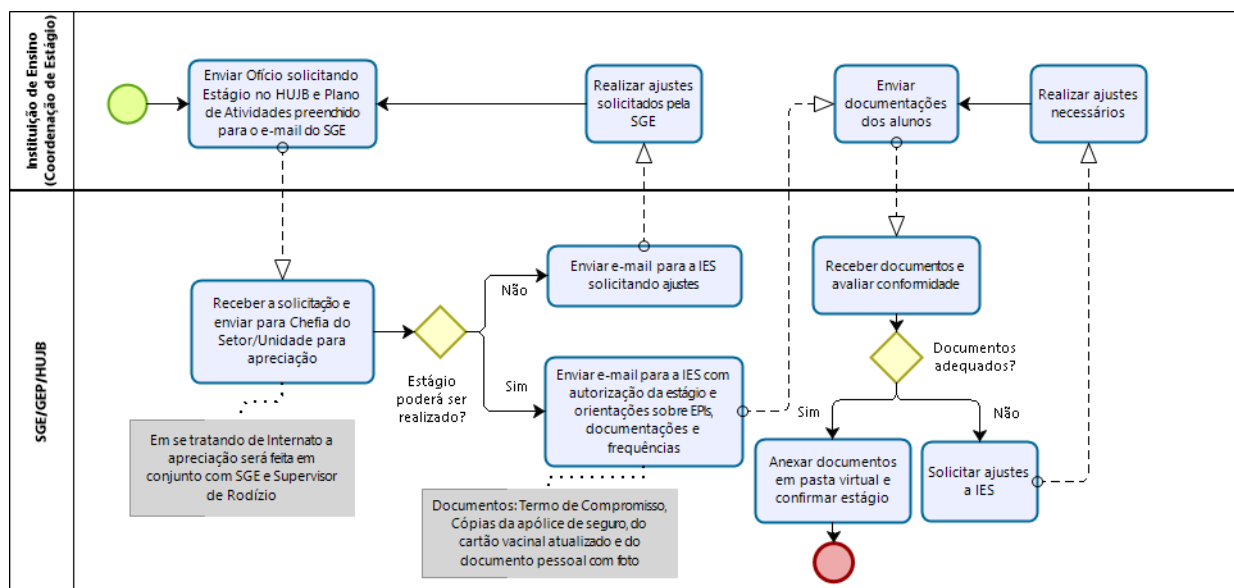 Instituição de Ensino
(Coordenação de Estágio)
Enviar Ofício solicitando
Estágio no HUJB e Plano
de Atividades preenchido
para o e-mail do SGE
Realizar ajustes
solicitados pela
SGE
Enviar
documentações
dos alunos
Realizar ajustes
necessários
SGE/GEP/HUJB
Receber a solicitação e
enviar para Chefia do
Setor/Unidade para
apreciação
Em se tratando de Internato a
apreciação será feita em
conjunto com SGE e Supervisor
de Rodízio
Estágio
poderá ser
realizado?
Não
Enviar e-mail para a IES
solicitando ajustes
Sim
Enviar e-mail para a IES com
autorização da estágio e
orientações sobre EPIs,
documentações e
frequências
Documentos: Termo de Compromisso,
Cópias da apólice de seguro, do
cartão vacinal atualizado e do
documento pessoal com foto
Receber documentos e
avaliar conformidade
Documentos
adequados?
Sim
Não
Anexar documentos
em pasta virtual e
confirmar estágio
Solicitar ajustes
a IES